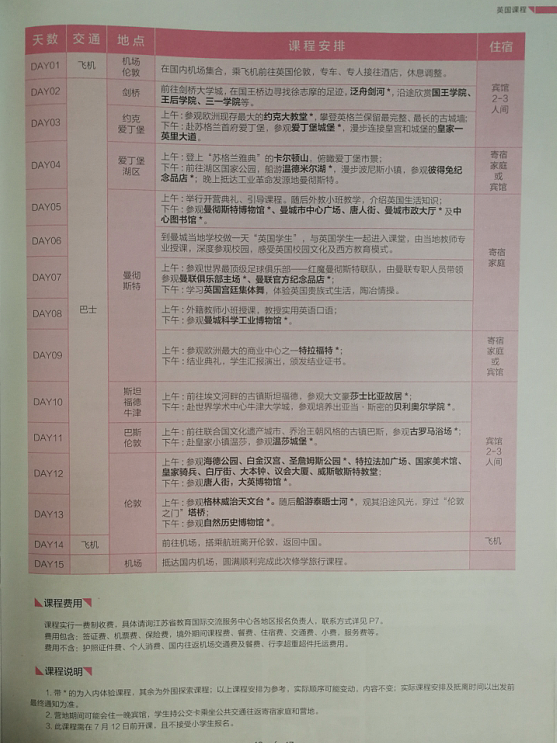 英国课程
天数 交通 地点 课程安排 住宿
DAY01 飞机 机场 伦敦 在国内机场集合，乘飞机前往英国伦敦，专车，专人接往酒店，休息调整。
DAY02 剑桥 前往剑桥大学城，在国王桥边寻找徐志摩的足迹，泛舟剑河*，沿途欣赏国王学院、
王后学院、三一学院等。
宾馆
2-3
人间
DAY03 约克 爱丁堡 上午：参观欧洲现存最大的约克大教堂*，攀登英格兰保留最完整、最长的古城墙；
下午：赴苏格兰首府爱丁堡，参观爱丁堡城堡*，漫步连接皇宫和城堡的皇家一
英里大道。
DAY04 爱丁堡 湖区 上午：登上“苏格兰雅典”的卡尔顿山，俯瞰爱丁堡市景；
下午：前往湖区国家公园，船游温德米尔湖*，漫步波尼斯小镇，参观彼得兔纪
念品店*；晚上抵达工业革命发源地曼彻斯特。
寄宿
家庭
或
宾馆
DAY05 上午：举行开营典礼、引导课程，随后外教小班教学，介绍英国生活知识；
下午：参观曼彻斯特博物馆*、曼城市中心广场、唐人街、曼城市政大厅*及中
心图书馆*。
DAY06 到曼城当地学校做一天“英国学生”，与英国学生一起进入课堂，由当地教师专
业授课，深度参观校园，感受英国校园文化及西方教育模式。
寄宿
家庭
DAY07 曼彻
斯特
上午：参观世界最顶级足球俱乐部——红魔曼彻斯特联队，由曼联专职人员带领
参观曼联俱乐部主场*、曼联官方纪念品店*；
下午：学习英国宫廷集体舞，体验英国贵族式生活，陶冶情操。
巴士
DAY08 上午：外籍教师小班授课，教授实用英语口语；
下午：参观曼城科学工业博物馆*。
DAY09 上午：参观欧洲最大的商业中心之一特拉福特*；
下午：结业典礼，学生汇报演出，颁发结业证书。
寄宿
家庭
或
宾馆
DAY10 斯坦
福德
牛津
上午：前往埃文河畔的古镇斯坦福德，参观大文豪莎士比亚故居*；
下午：赴世界学术中心牛津大学城，参观培养出亚当·斯密的贝利奥尔学院*。
DAY11 巴斯 伦敦 上午：前往联合国文化遗产城市、乔治王朝风格的古镇巴斯，参观古罗马浴场*；
下午：赴皇家小镇温莎，参观温莎城堡*。
宾馆
2-3
人间
DAY12 上午：参观海德公园、白金汉宫、圣詹姆斯公园*、特拉法加广场、国家美术馆、
皇家骑兵、白厅街、大本钟、议会大厦、威斯敏斯特教堂；
下午：参观唐人街，大英博物馆*。
伦敦
DAY13 上午：参观格林威治天文台*。随后船游泰晤士河*，观其沿途风光，穿过“伦敦
之门”塔桥；
下午：参观自然历史博物馆*。
DAY14 飞机 前往机场，搭乘航班离开伦敦，返回中国。 飞机
DAY15 机场 抵达国内机场，圆满顺利完成此次修学旅行课程。
课程费用
课程实行一费制收费，具体请询江苏省教育国际交流服务中心各地区报名负责人，联系方式详见 P7。
费用包含：签证费、机票费，保险费，境外期间课程费、餐费、住宿费、交通费、小费，服务费等。
费用不含：护照证件费、个人消费、国内往返机场交通费及餐费，行李超重超件托运费用。
课程说明
1. 带*的为入内体验课程，其余为外围探索课程；以上课程安排为参考，实际顺序可能变动，内容不变；实际课程安排及抵离时间以出发前
最终通知为准。
2. 营地期间可能会住一晚宾馆，学生持公交卡乘坐公共交通往返寄宿家庭和营地。
3. 此课程需在 7 月 12 日前开课，且不接受小学生报名。